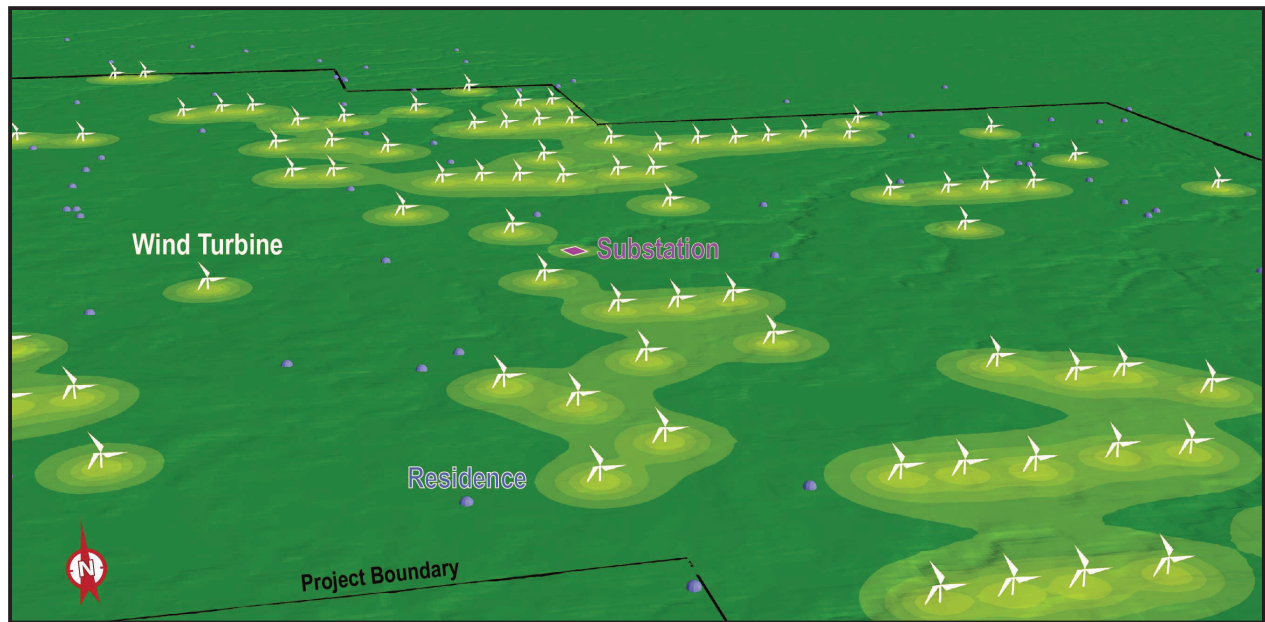 Wind Turbine
Substation
Residence
Project Boundary
N